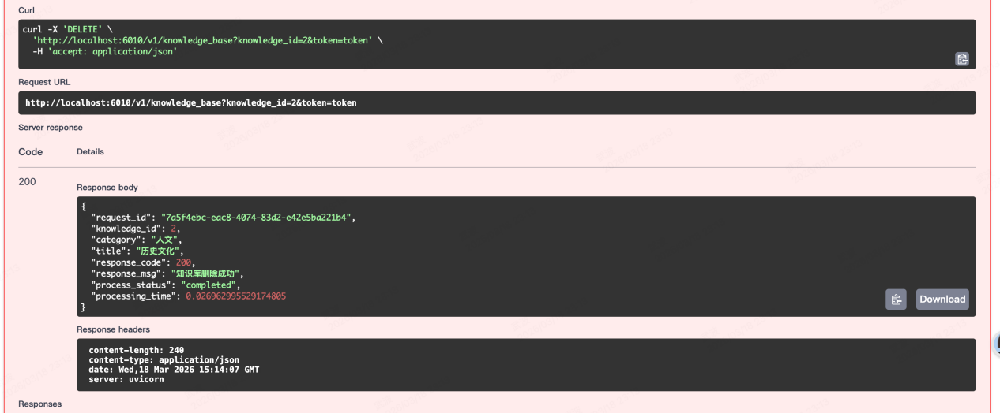 Curl
curl -X 'DELETE' \
  'http://localhost:6010/v1/knowledge_base?knowledge_id=2&token=token' \
  -H 'accept: application/json'
Request URL
http://localhost:6010/v1/knowledge_base?knowledge_id=2&token=token
Server response
Code Details
200
Response body
{
  "request_id": "7a5f4ebc-eac8-4074-83d2-e42e5ba221b4",
  "knowledge_id": 2,
  "category": "人文",
  "title": "历史文化",
  "response_code": 200,
  "response_msg": "知识库删除成功",
  "process_status": "completed",
  "processing_time": 0.026962995529174805
}
Download
Response headers
content-length: 240
content-type: application/json
date: Wed,18 Mar 2026 15:14:07 GMT
server: uvicorn
Responses